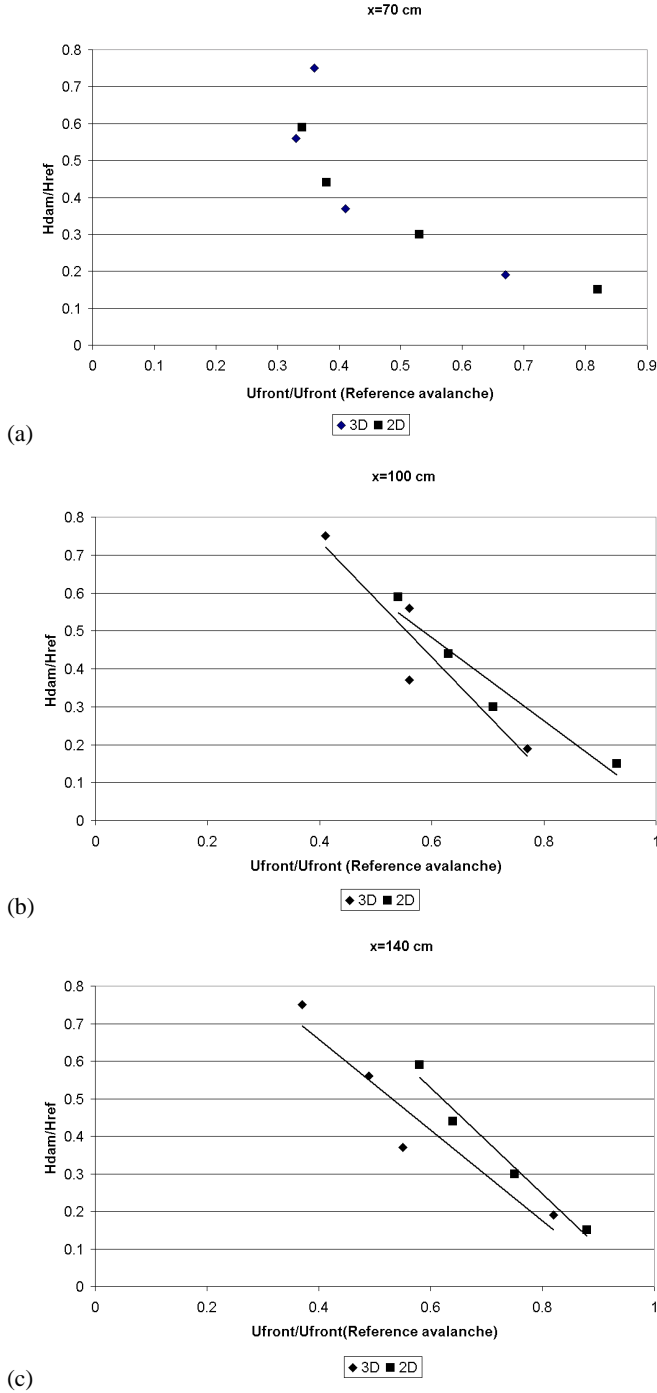 x=70 cm
0.8
0.7
0.6
0.5
0.4
0.3
0.2
0.1
0
Hdam/Href
0 0.1 0.2 0.3 0.4 0.5 0.6 0.7 0.8 0.9
Ufront/Ufront (Reference avalanche)
3D 2D
(a)
x=100 cm
0.8
0.7
0.6
0.5
0.4
0.3
0.2
0.1
0
Hdam/Href
0 0.2 0.4 0.6 0.8 1
Ufront/Ufront (Reference avalanche)
3D 2D
(b)
x=140 cm
0.8
0.7
0.6
0.5
0.4
0.3
0.2
0.1
0
Hdam/Href
0 0.2 0.4 0.6 0.8 1
Ufront/Ufront(Reference avalanche)
3D 2D
(c)